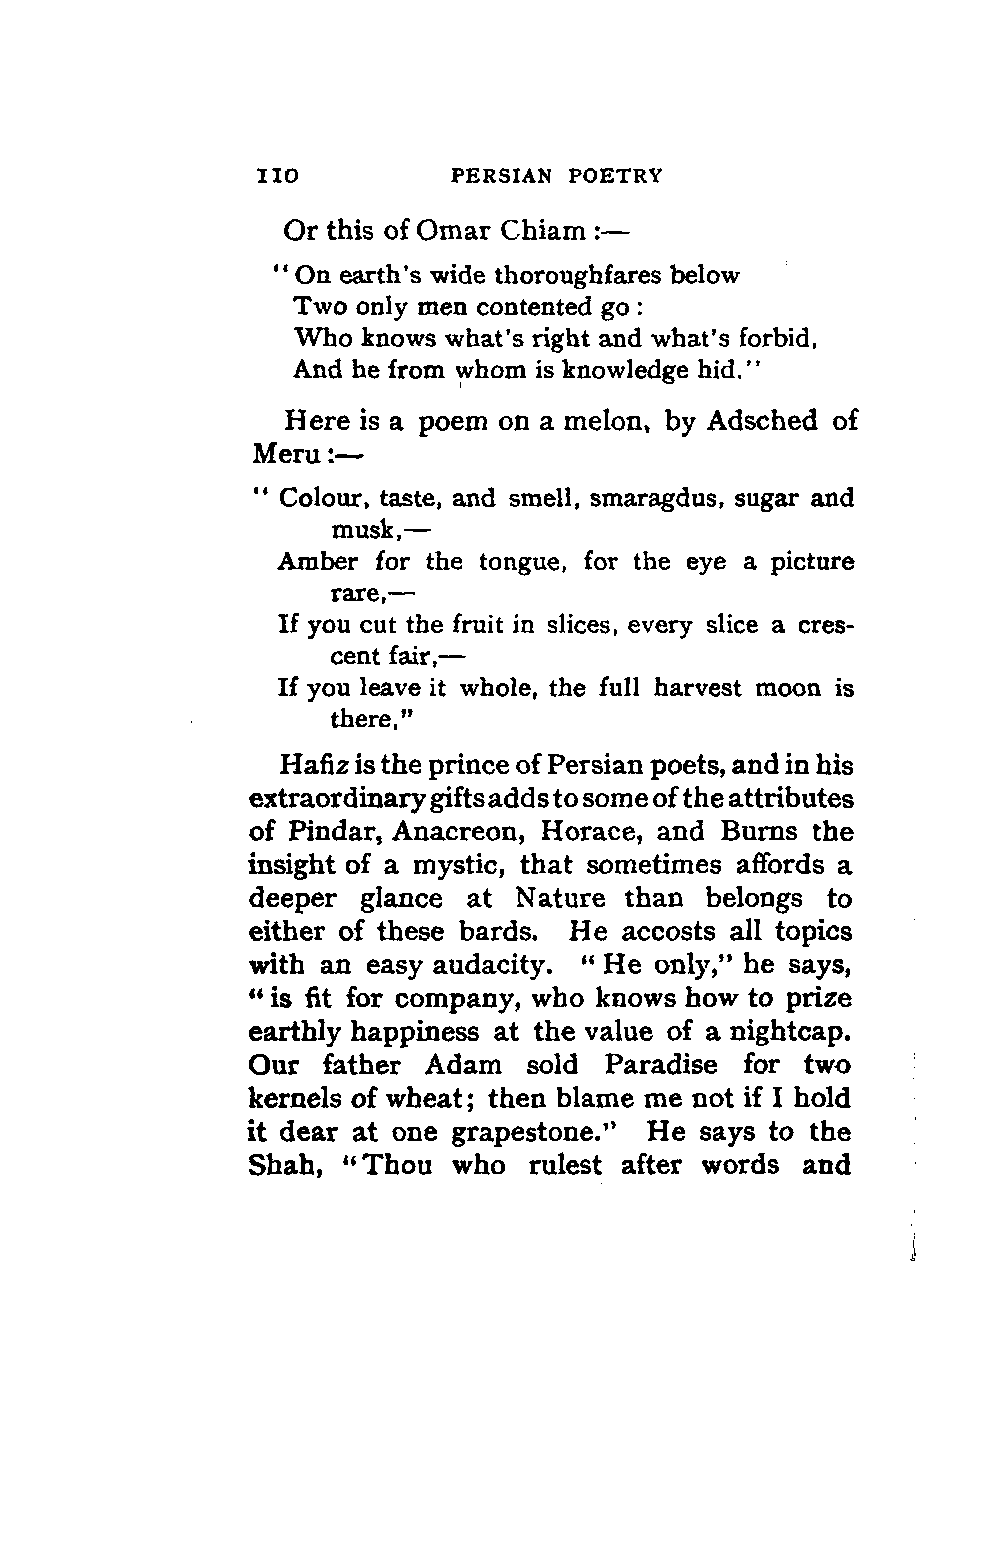 110 PERSIAN POETRY
Or this of Omar Chiam :—
" On earth's wide thoroughfares below
Two only men contented go :
Who knows what's right and what's forbid,
And he from whom is knowledge hid."
Here is a poem on a melon, by Adsched of
Meru :—
" Colour, taste, and smell, smaragdus, sugar and
musk,—
Amber for the tongue, for the eye a picture
rare,—
If you cut the fruit in slices, every slice a cres-
cent fair,—
If you leave it whole, the full harvest moon is
there."
Hafiz is the prince of Persian poets, and in his
extraordinary gifts adds to some of the attributes
of Pindar, Anacreon, Horace, and Burns the
insight of a mystic, that sometimes affords a
deeper glance at Nature than belongs to
either of these bards. He accosts all topics
with an easy audacity. " He only," he says,
" is fit for company, who knows how to prize
earthly happiness at the value of a nightcap.
Our father Adam sold Paradise for two
kernels of wheat; then blame me not if I hold
it dear at one grapestone." He says to the
Shah, " Thou who rulest after words and